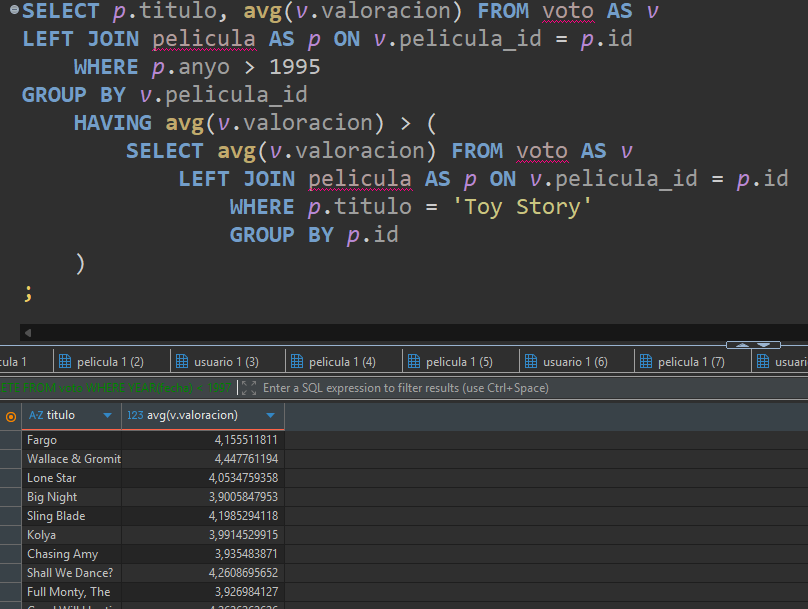 SELECT p.titulo, avg(v.valoracion) FROM voto AS v
LEFT JOIN pelicula AS p ON v.pelicula_id = p.id
WHERE p.anyo > 1995
GROUP BY v.pelicula_id
HAVING avg(v.valoracion) > (
SELECT avg(v.valoracion) FROM voto AS v
LEFT JOIN pelicula AS p ON v.pelicula_id = p.id
WHERE p.titulo = 'Toy Story'
GROUP BY p.id
)
;
cula 1 pelicula 1 (2) usuario 1 (3) pelicula 1 (4) pelicula 1 (5) usuario 1 (6) pelicula 1 (7) usuari
ETE FROM voto WHERE YEAR(fecha) < 1997 Enter a SQL expression to filter results (use Ctrl+Space)
A-Z titulo 123 avg(v.valoracion)
Fargo 4,155511811
Wallace & Gromit 4,447761194
Lone Star 4,0534759358
Big Night 3,9005847953
Sling Blade 4,1985294118
Kolya 3,9914529915
Chasing Amy 3,935483871
Shall We Dance? 4,2608695652
Full Monty, The 3,926984127